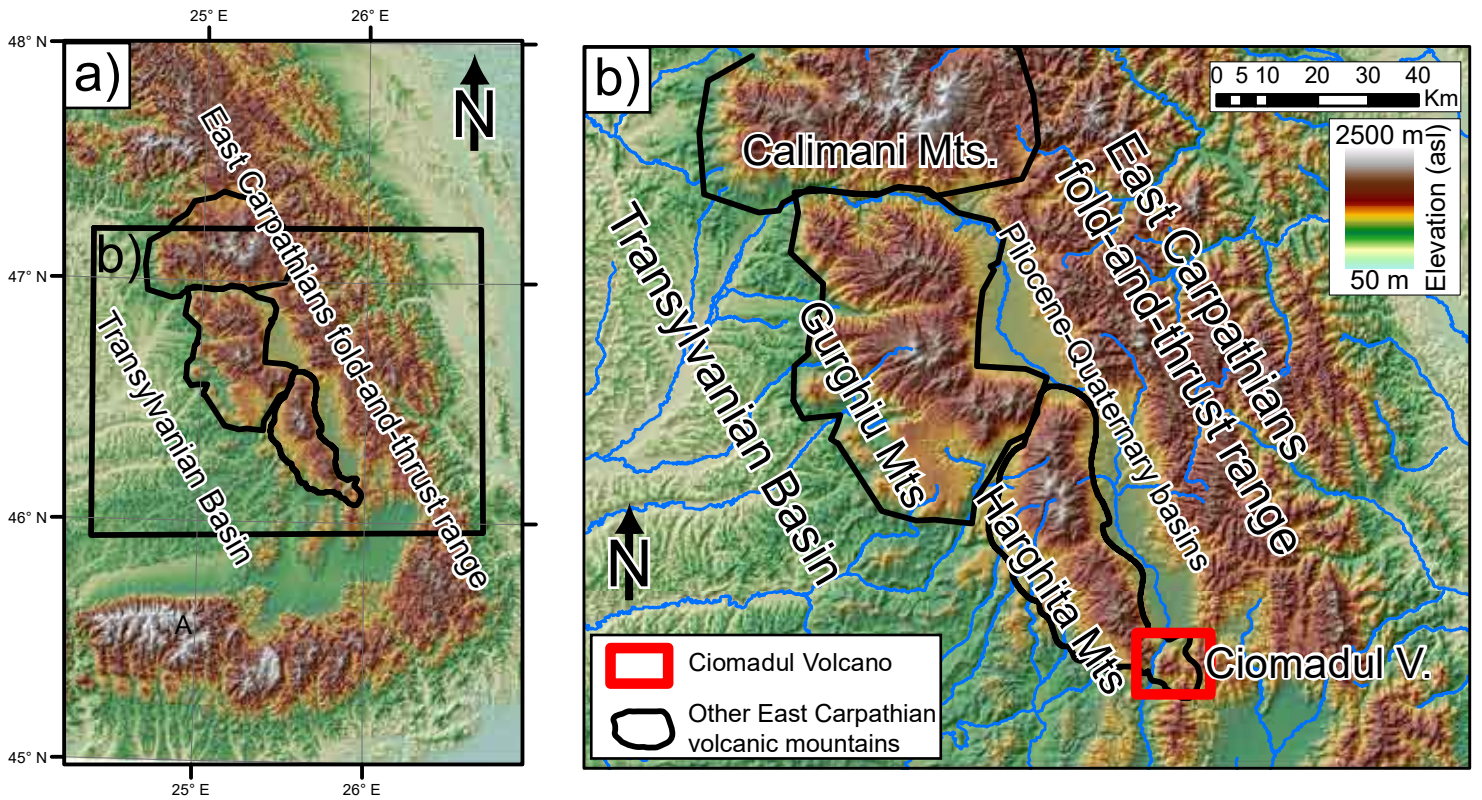 25° E
26° E
48° N
47° N
46° N
45° N
25° E
26° E
a)
N
East Carpathians fold-and-thrust range
b)
Transylvanian Basin
A
b)
0 5 10 20 30 40
Km
2500 m
50 m
Elevation (asl)
Calimani Mts.
East Carpathians
fold-and-thrust range
Transylvanian Basin
Pliocene-Quaternary basins
Gurghiu Mts
Harghita Mts
N
Ciomadul V.
Ciomadul Volcano
Other East Carpathian
volcanic mountains